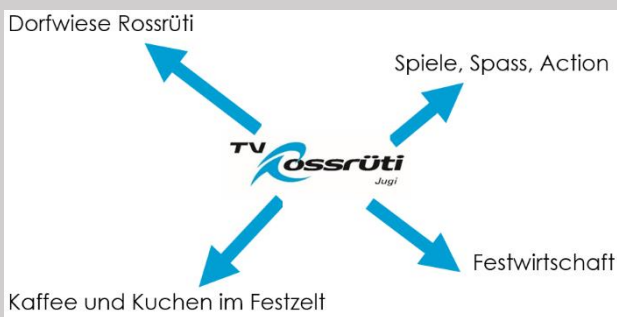 Dorfwiese Rossrüti
Spiele, Spass, Action
TV Rossrüti
Jugi
Festwirtschaft
Kaffee und Kuchen im Festzelt